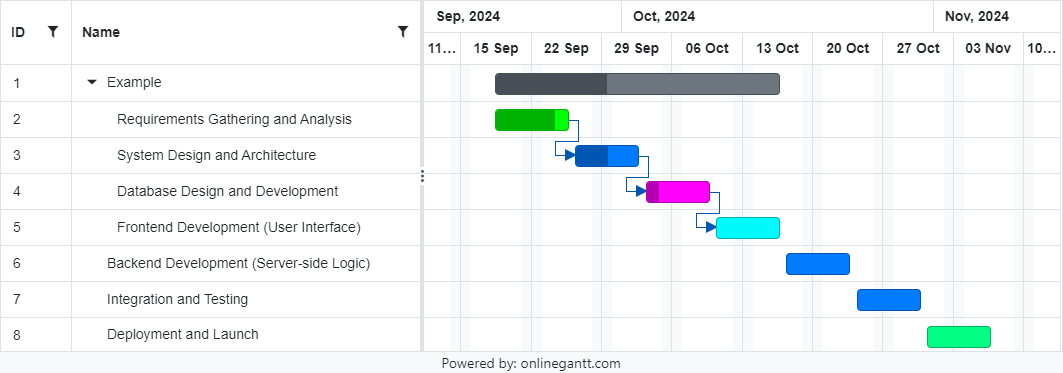 ID Name Sep, 2024 Oct, 2024 Nov, 2024
11... 15 Sep 22 Sep 29 Sep 06 Oct 13 Oct 20 Oct 27 Oct 03 Nov 10...
1 Example
2 Requirements Gathering and Analysis
3 System Design and Architecture
4 Database Design and Development
5 Frontend Development (User Interface)
6 Backend Development (Server-side Logic)
7 Integration and Testing
8 Deployment and Launch
Powered by: onlinegantt.com